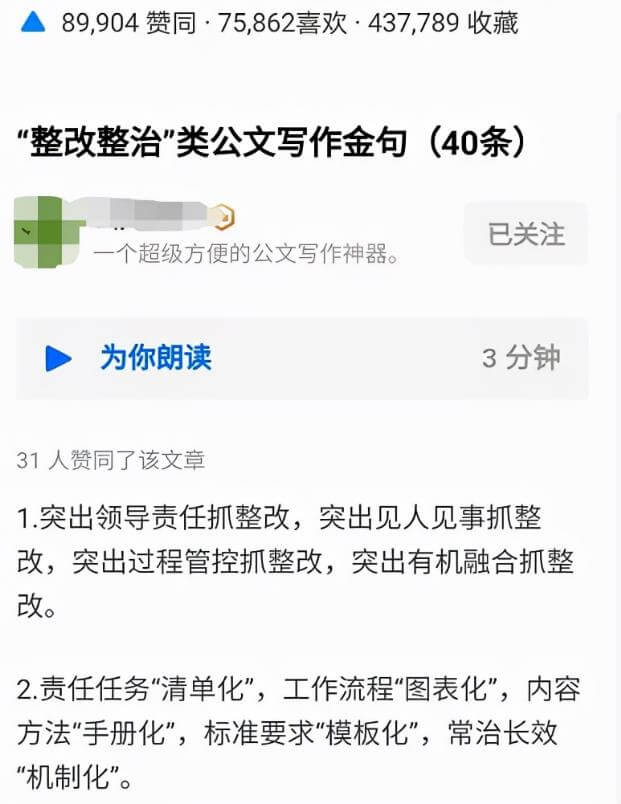 89,904 赞同 · 75,862喜欢 · 437,789 收藏
“整改整治”类公文写作金句（40条）
一个超级方便的公文写作神器。
已关注
为你朗读
3 分钟
31 人赞同了该文章
1.突出领导责任抓整改，突出见人见事抓整
改，突出过程管控抓整改，突出有机融合抓整
改。
2.责任任务“清单化”，工作流程“图表化”，内容
方法“手册化”，标准要求“模板化”，常治长效
“机制化”。